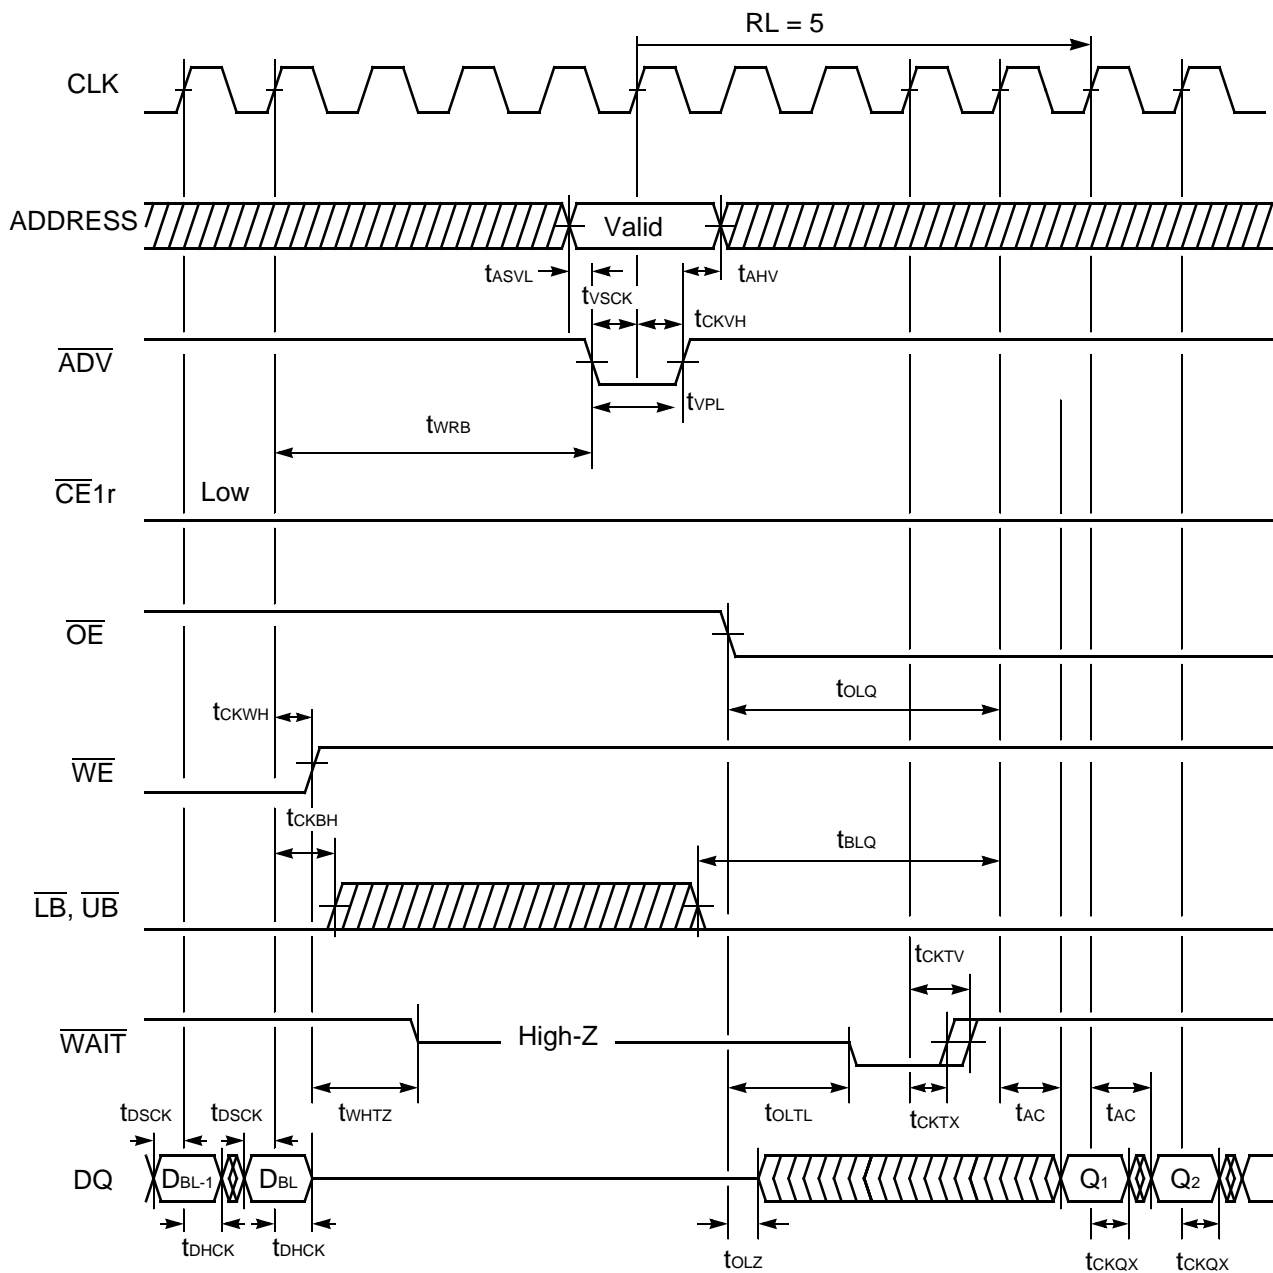 RL = 5
CLK
ADDRESS
Valid
tASVL
tAHV
tVSCK
tCKVH
ADV
tVPL
tWRB
CE1r
Low
OE
tOLQ
tCKWH
WE
tCKBH
tBLQ
LB, UB
tCKTV
WAIT
High-Z
tDSCK
tDSCK
tWHTZ
tOLTL
tCKTX
tAC
tAC
DQ
DBL-1
DBL
Q1
Q2
tDHCK
tDHCK
tOLZ
tCKQX
tCKQX